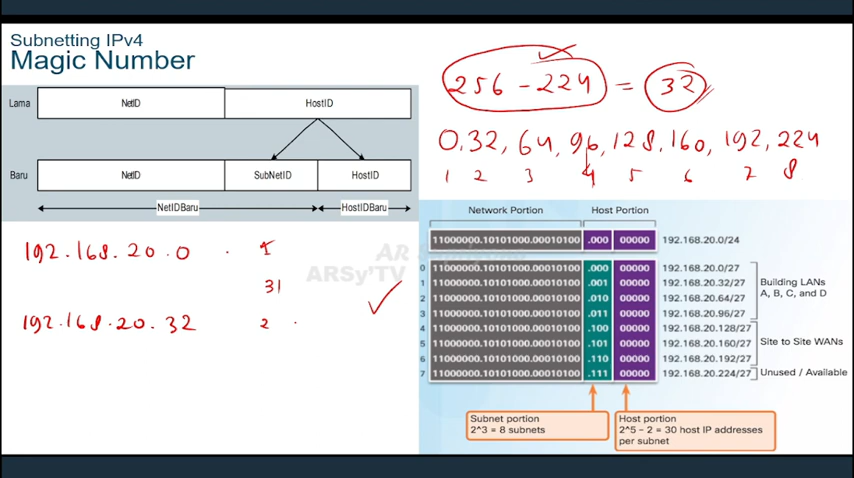 Subnetting IPv4
Magic Number
256 - 224 = 32
0, 32, 64, 96, 128, 160, 192, 224
1 2 3 4 5 6 7 8
Lama NetID HostID
Baru NetID SubNetID HostID
NetIDBaru HostIDBaru
192.168.20.0 . 1
31
192.168.20.32 2 .
ARSy'TV
Network Portion Host Portion
11000000.10101000.00010100 .000 00000 192.168.20.0/24
0 11000000.10101000.00010100 .000 00000 192.168.20.0/27
1 11000000.10101000.00010100 .001 00000 192.168.20.32/27
2 11000000.10101000.00010100 .010 00000 192.168.20.64/27
3 11000000.10101000.00010100 .011 00000 192.168.20.96/27
Building LANs
A, B, C, and D
4 11000000.10101000.00010100 .100 00000 192.168.20.128/27
5 11000000.10101000.00010100 .101 00000 192.168.20.160/27
6 11000000.10101000.00010100 .110 00000 192.168.20.192/27
Site to Site WANs
7 11000000.10101000.00010100 .111 00000 192.168.20.224/27 Unused / Available
Subnet portion
2^3 = 8 subnets
Host portion
2^5 - 2 = 30 host IP addresses
per subnet